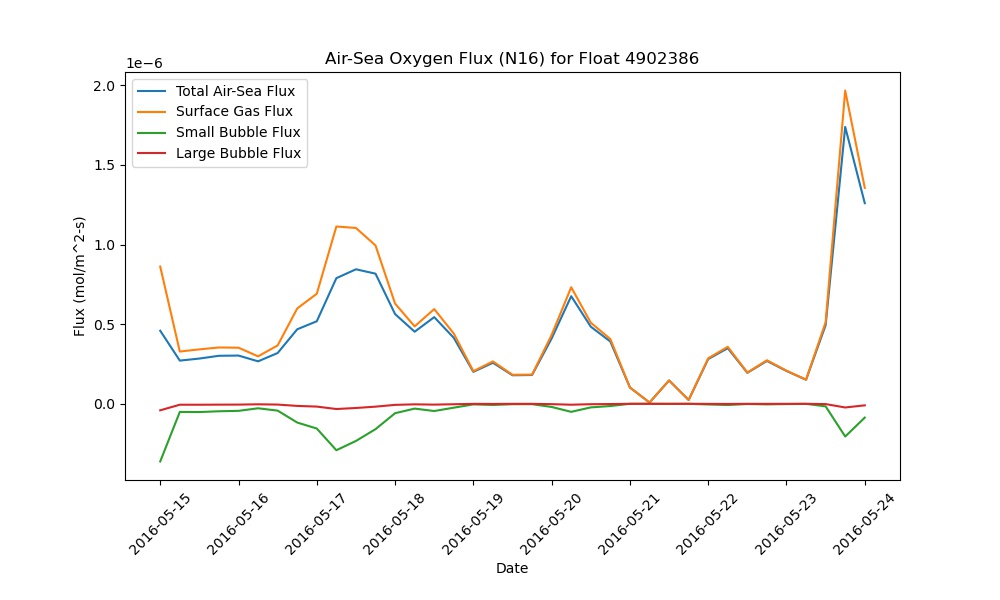 Air-Sea Oxygen Flux (N16) for Float 4902386
1e−6
Total Air-Sea Flux
Surface Gas Flux
Small Bubble Flux
Large Bubble Flux
2.0
1.5
1.0
0.5
0.0
Flux (mol/m^2-s)
2016-05-15
2016-05-16
2016-05-17
2016-05-18
2016-05-19
2016-05-20
2016-05-21
2016-05-22
2016-05-23
2016-05-24
Date